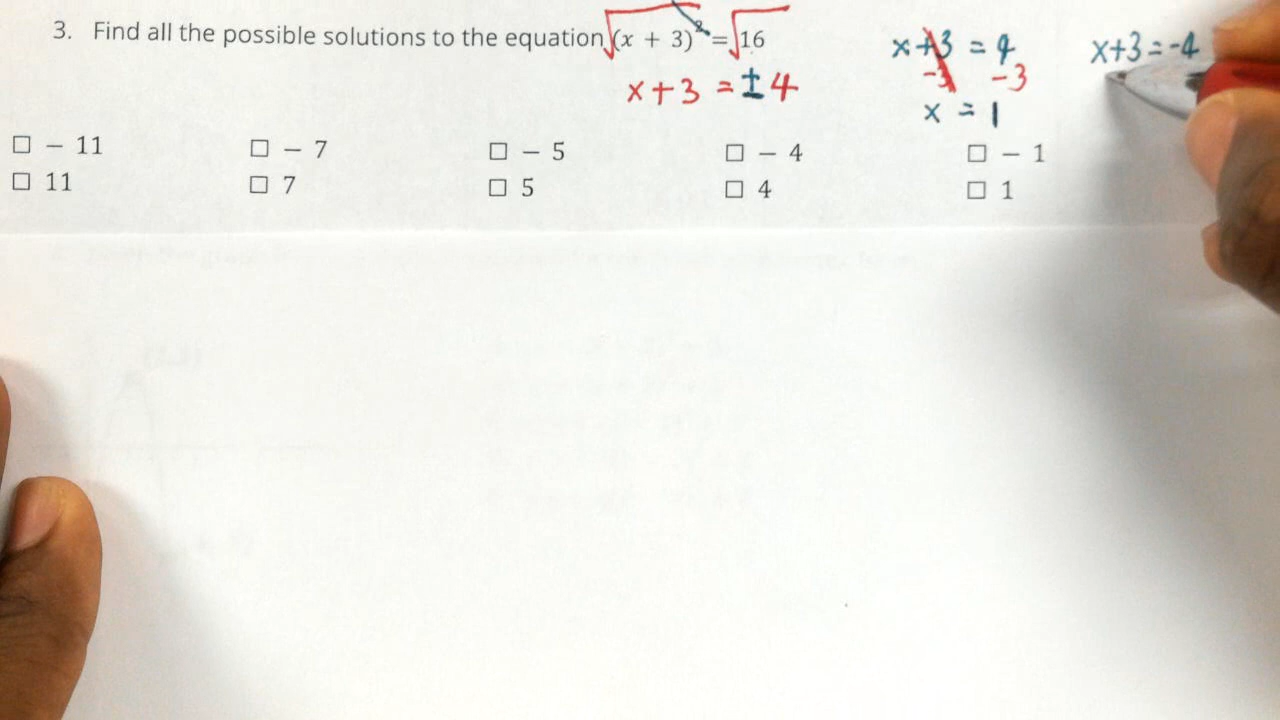 3. Find all the possible solutions to the equation √(x + 3)² = √16
x+3 = ±4
x+3 = 4
-3 -3
x = 1
x+3 = -4
☐ – 11 ☐ – 7 ☐ – 5 ☐ – 4 ☐ – 1
☐ 11 ☐ 7 ☐ 5 ☐ 4 ☐ 1